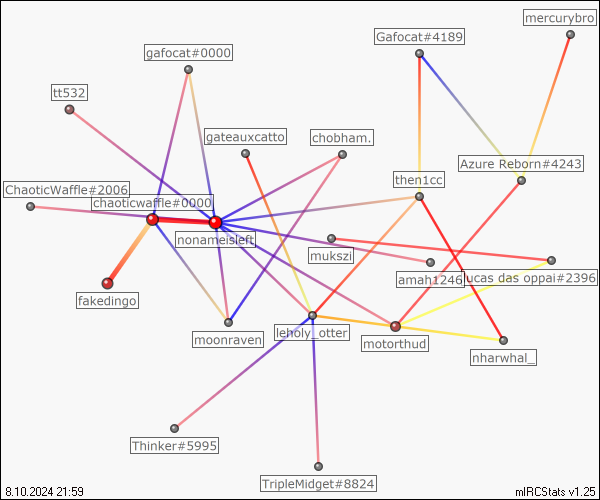 mercurybro
Gafocat#4189
gafocat#0000
tt532
gateauxcatto
chobham.
Azure Reborn#4243
then1cc
ChaoticWaffle#2006
chaoticwaffle#0000
nonameisleft
mukszi
amah1246
lucas das oppai#2396
fakedingo
moonraven
leholy_otter
motorthud
nharwhal_
Thinker#5995
TripleMidget#8824
8.10.2024 21:59
mIRCStats v1.25